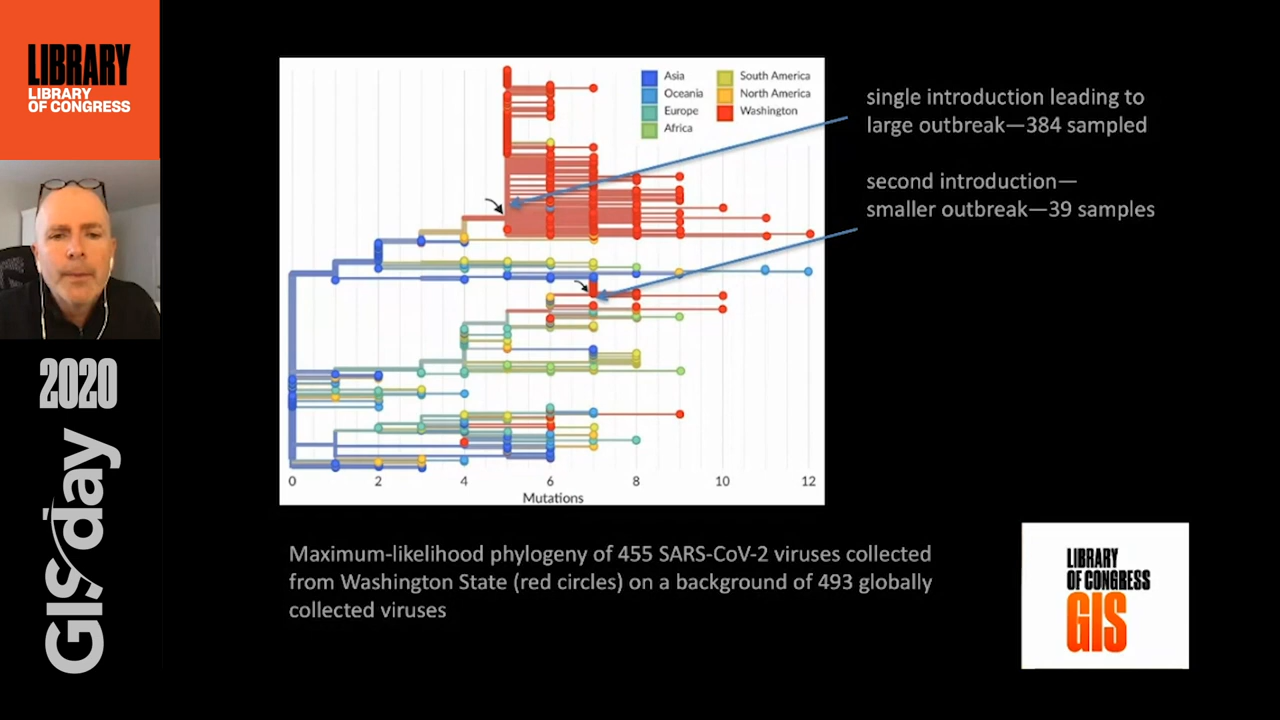 LIBRARY
LIBRARY
OF CONGRESS
2020
GISday
Asia
Oceania
Europe
Africa
South America
North America
Washington
0 2 4 6 8 10 12
Mutations
single introduction leading to
large outbreak—384 sampled
second introduction—
smaller outbreak—39 samples
Maximum-likelihood phylogeny of 455 SARS-CoV-2 viruses collected
from Washington State (red circles) on a background of 493 globally
collected viruses
LIBRARY
OF CONGRESS
GIS